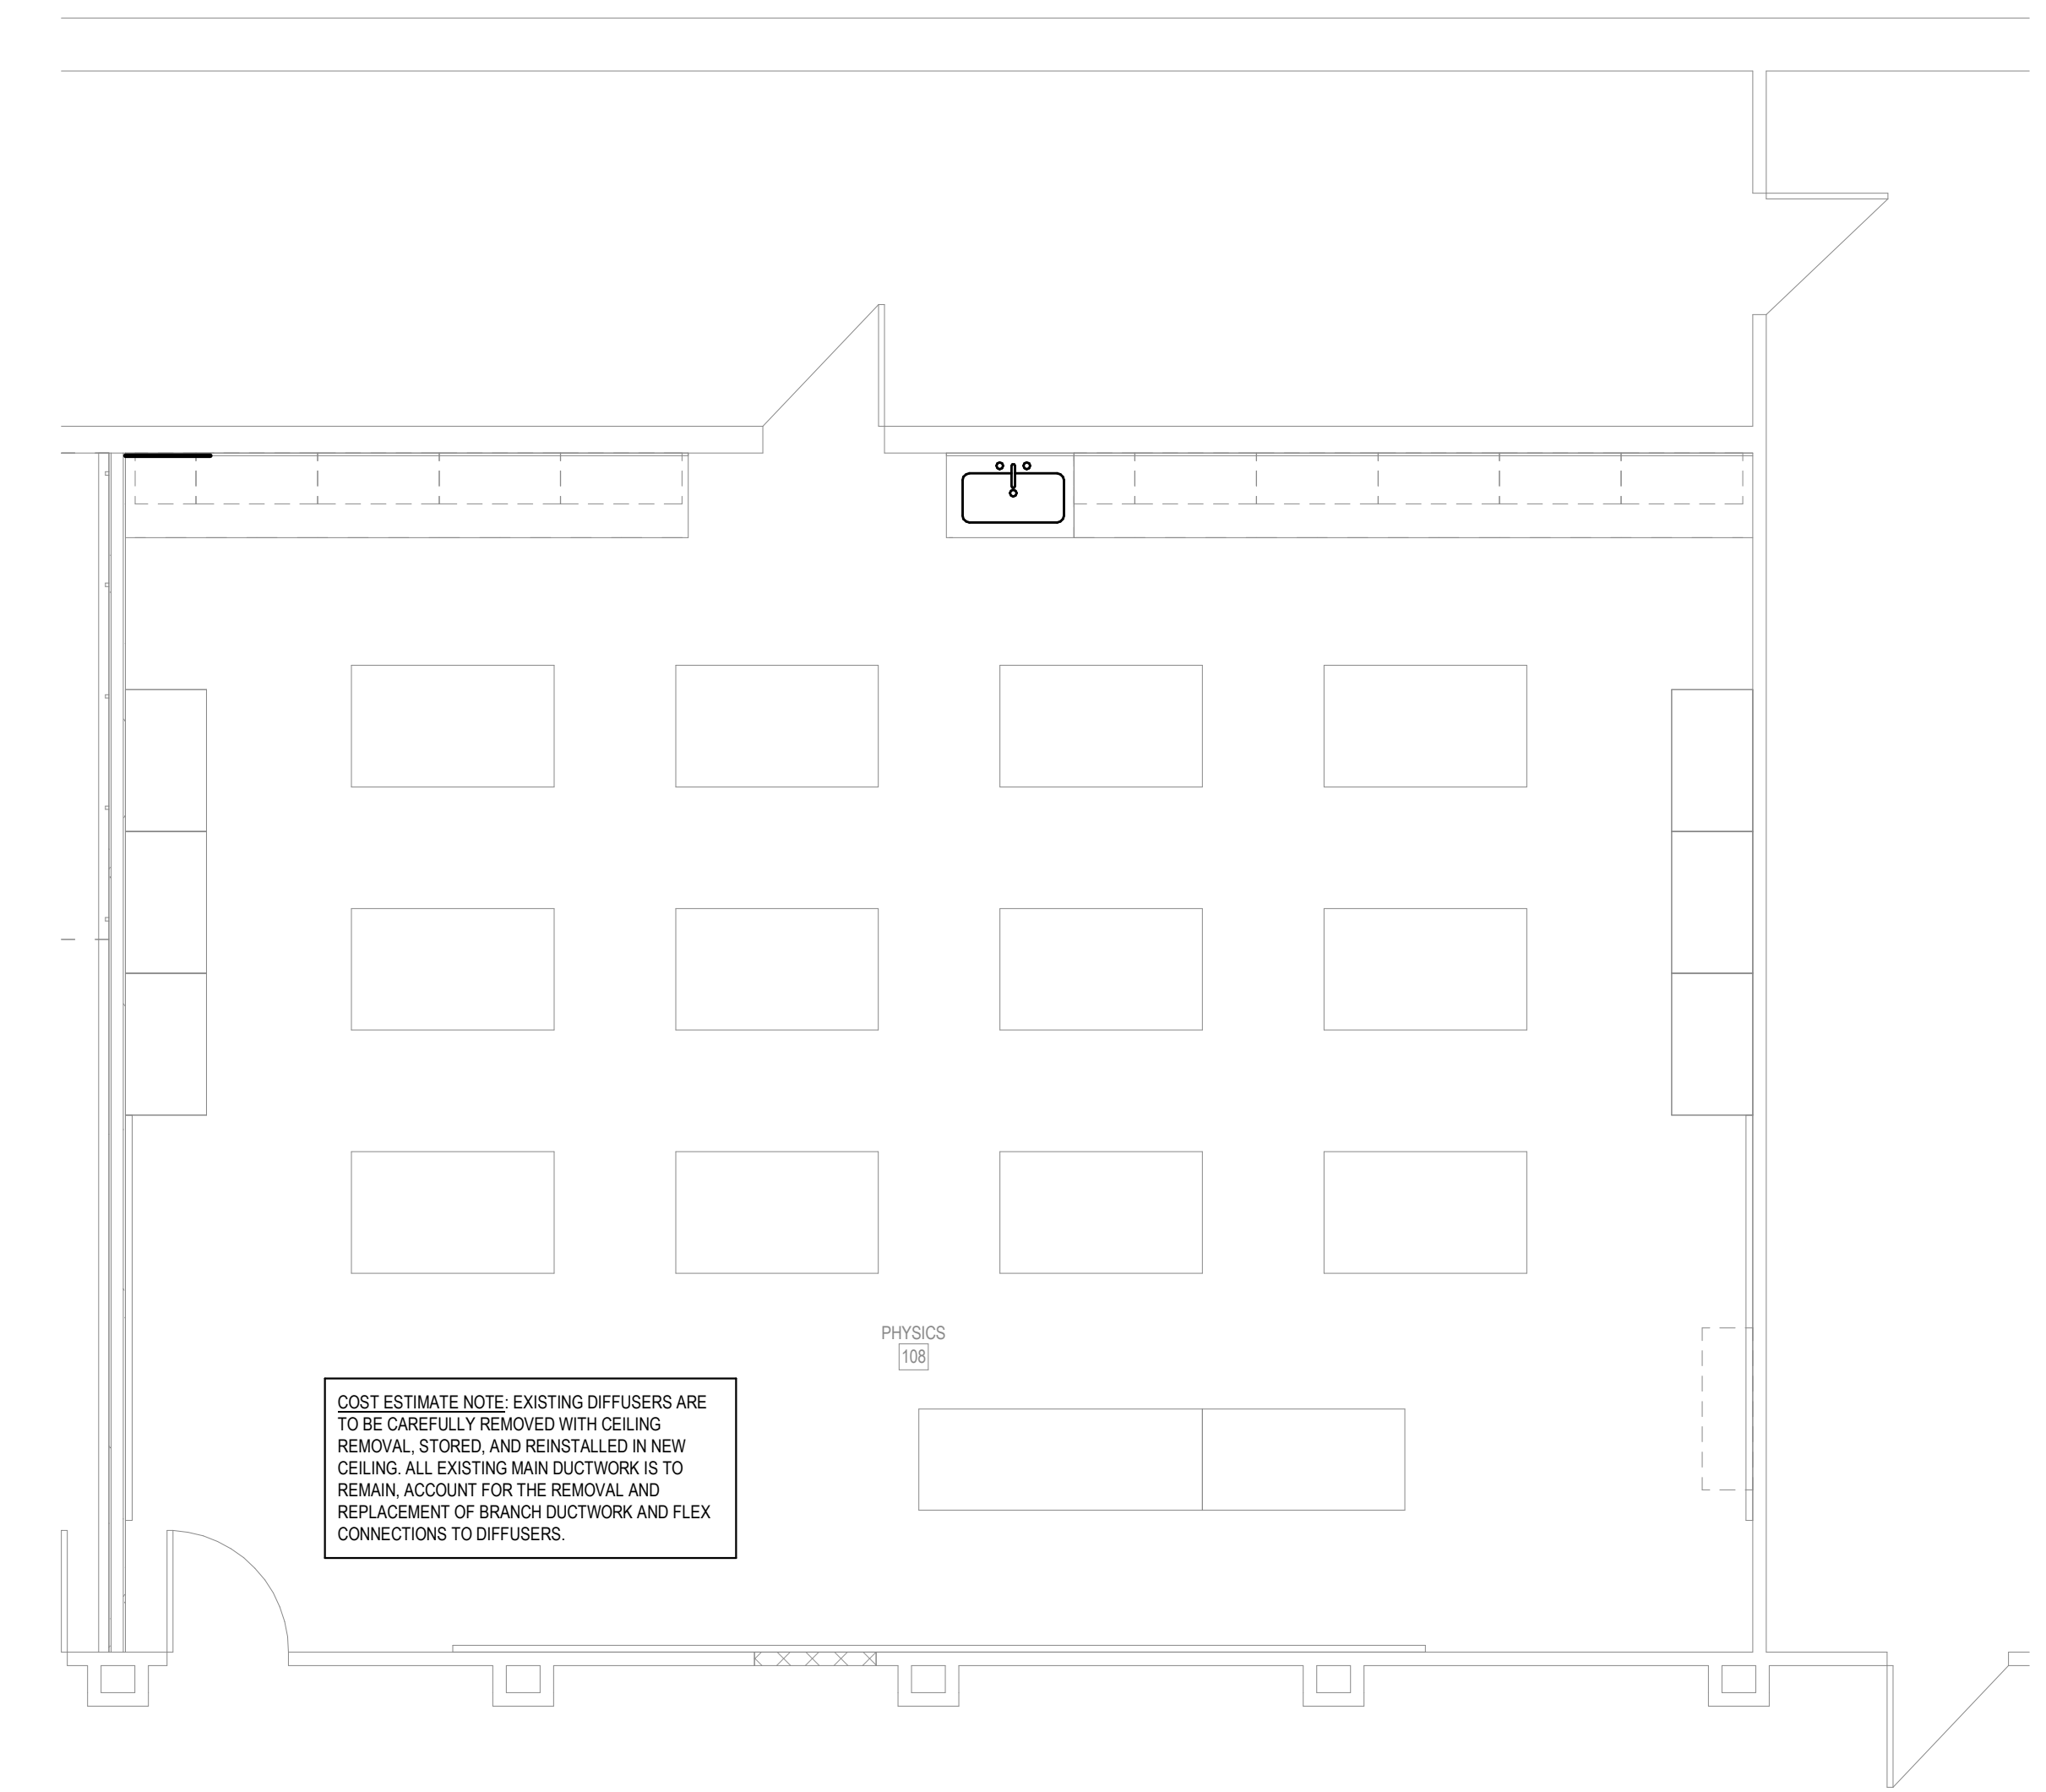 PHYSICS
108
COST ESTIMATE NOTE: EXISTING DIFFUSERS ARE
TO BE CAREFULLY REMOVED WITH CEILING
REMOVAL, STORED, AND REINSTALLED IN NEW
CEILING. ALL EXISTING MAIN DUCTWORK IS TO
REMAIN, ACCOUNT FOR THE REMOVAL AND
REPLACEMENT OF BRANCH DUCTWORK AND FLEX
CONNECTIONS TO DIFFUSERS.